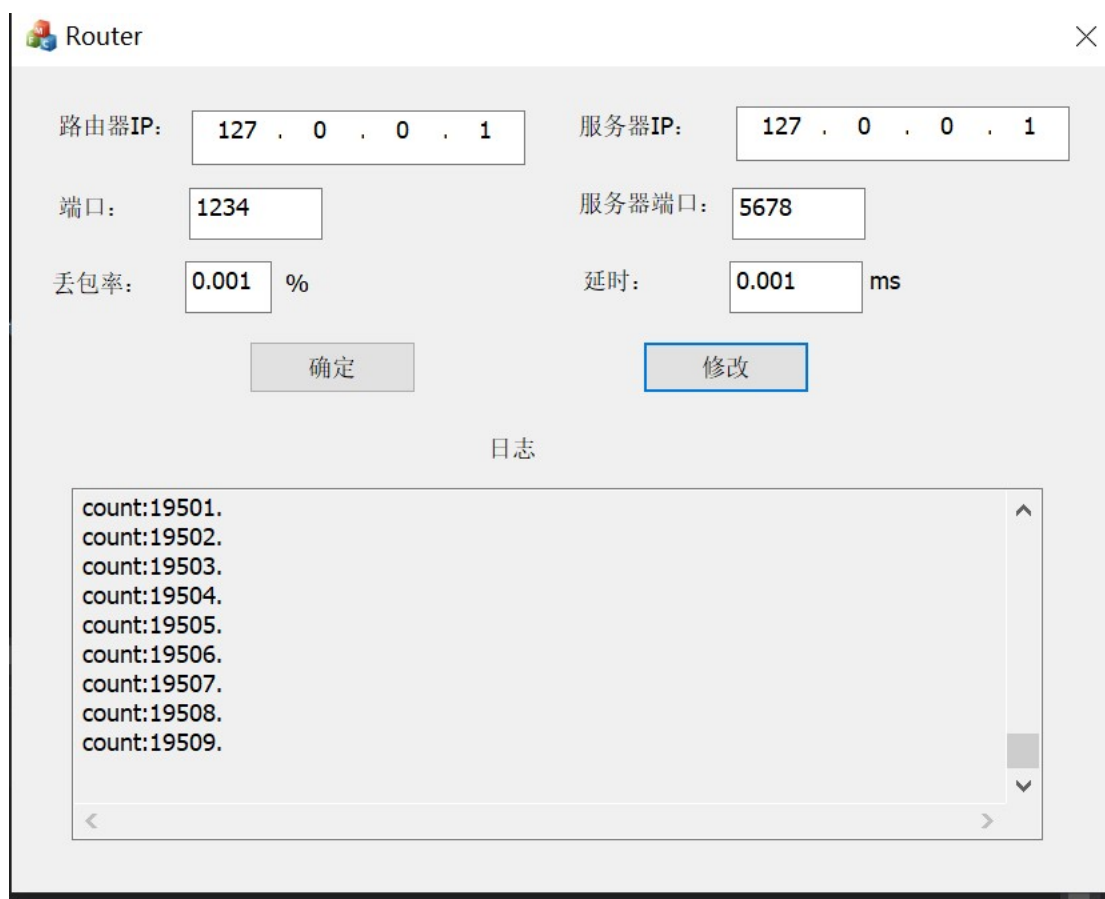 Router
路由器IP: 127 . 0 . 0 . 1 服务器IP: 127 . 0 . 0 . 1
端口: 1234 服务器端口: 5678
丢包率: 0.001 % 延时: 0.001 ms
确定 修改
日志
count:19501.
count:19502.
count:19503.
count:19504.
count:19505.
count:19506.
count:19507.
count:19508.
count:19509.